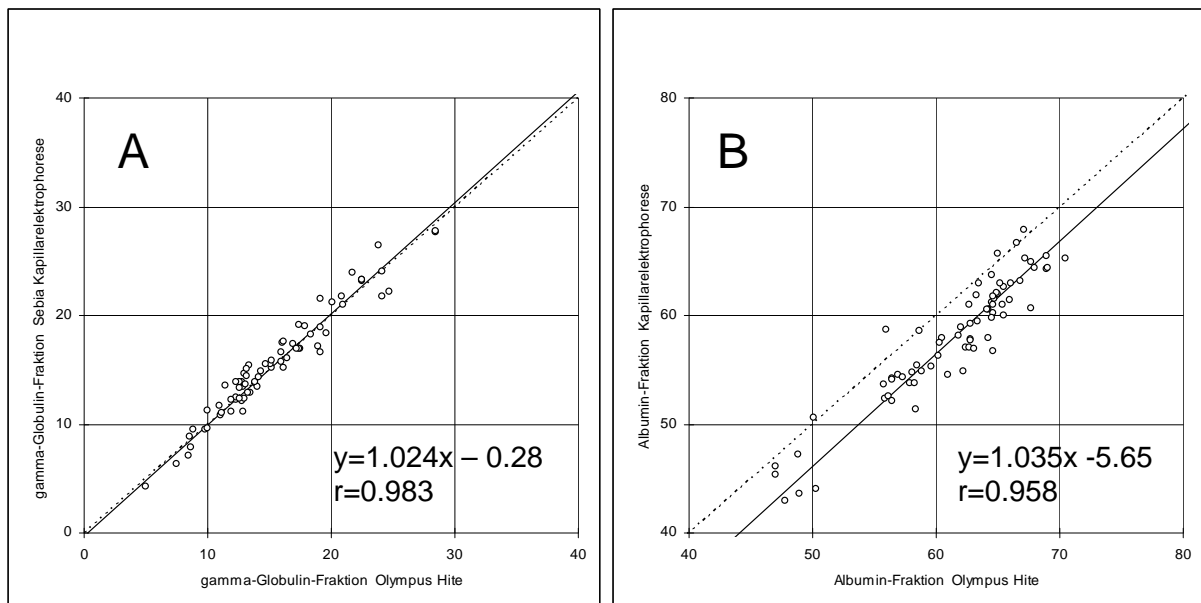 A
gamma-Globulin-Fraktion Sebia Kapillarelektrophorese
40
30
20
10
0
y=1.024x – 0.28
r=0.983
0 10 20 30 40
gamma-Globulin-Fraktion Olympus Hite
B
Albumin-Fraktion Kapillarelektrophorese
80
70
60
50
40
y=1.035x -5.65
r=0.958
40 50 60 70 80
Albumin-Fraktion Olympus Hite